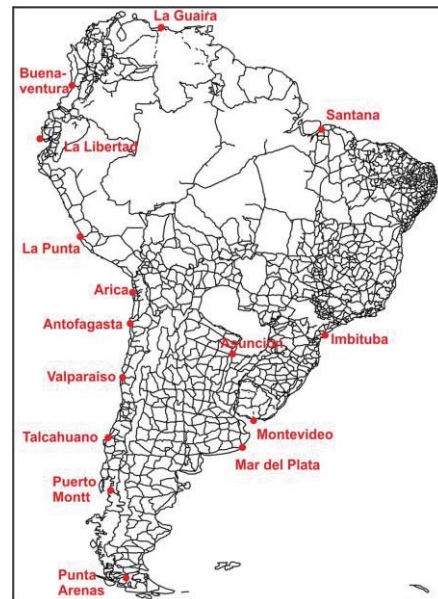 La Guaira
Buena-
ventura
Santana
La Libertad
La Punta
Arica
Antofagasta
Asunción
Imbituba
Valparaiso
Talcahuano
Montevideo
Mar del Plata
Puerto
Montt
Punta
Arenas